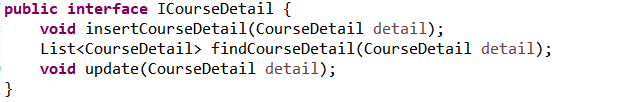 public interface ICourseDetail {
    void insertCourseDetail(CourseDetail detail);
    List<CourseDetail> findCourseDetail(CourseDetail detail);
    void update(CourseDetail detail);
}